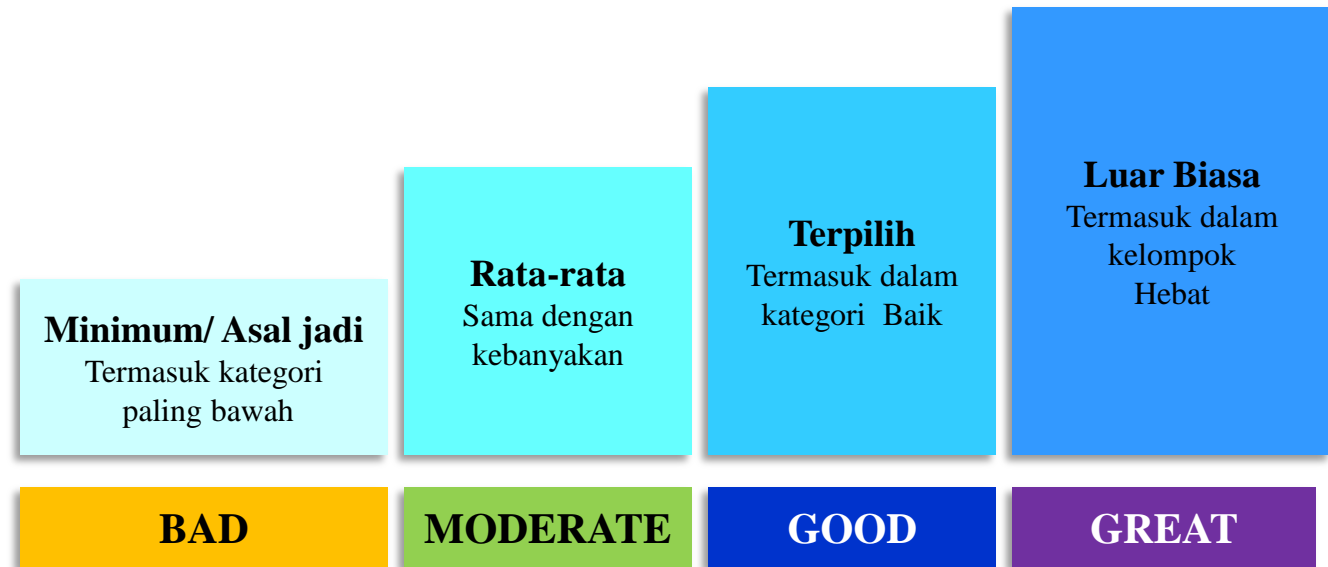 Minimum/ Asal jadi
Termasuk kategori
paling bawah
Rata-rata
Sama dengan
kebanyakan
Terpilih
Termasuk dalam
kategori  Baik
Luar Biasa
Termasuk dalam
kelompok
Hebat
BAD
MODERATE
GOOD
GREAT